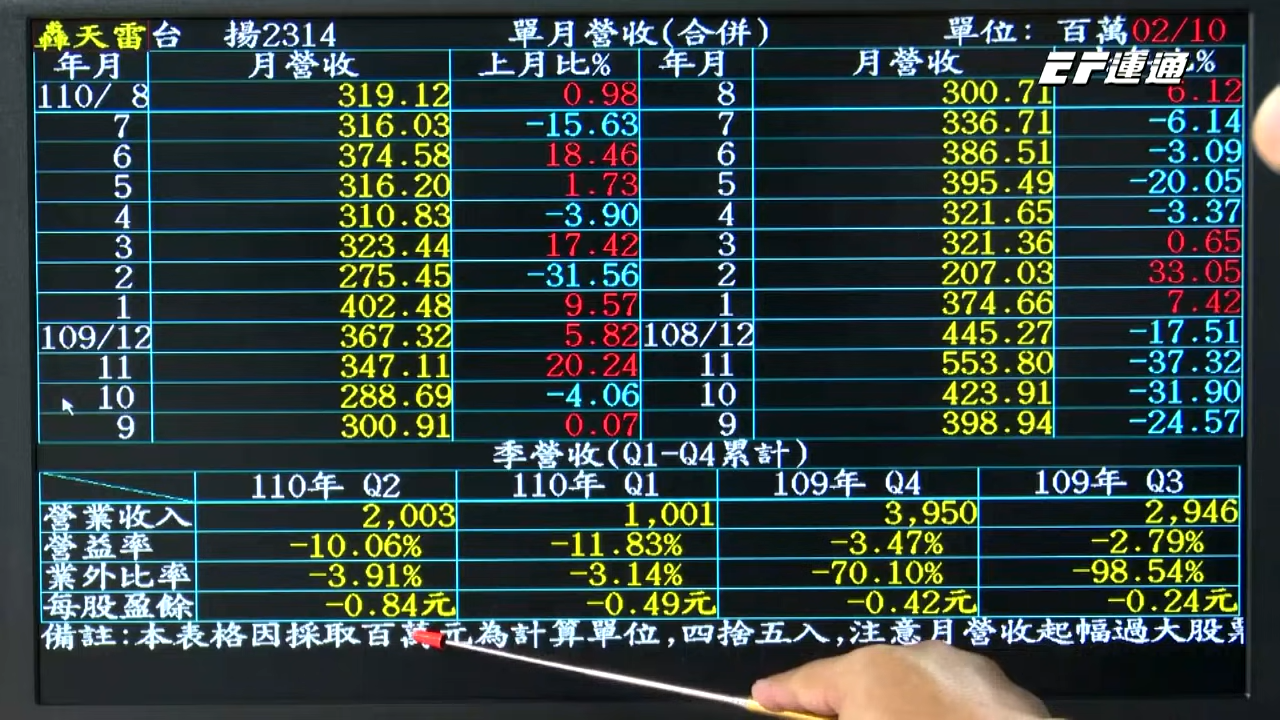 轟天雷台 揚2314 單月營收(合併) 單位: 百萬 02/10
年月 月營收 上月比% 年月 月營收 %
EF連通
110/ 8 319.12 0.98 8 300.71 6.12
7 316.03 -15.63 7 336.71 -6.14
6 374.58 18.46 6 386.51 -3.09
5 316.20 1.73 5 395.49 -20.05
4 310.83 -3.90 4 321.65 -3.37
3 323.44 17.42 3 321.36 0.65
2 275.45 -31.56 2 207.03 33.05
1 402.48 9.57 1 374.66 7.42
109/12 367.32 5.82 108/12 445.27 -17.51
11 347.11 20.24 11 553.80 -37.32
10 288.69 -4.06 10 423.91 -31.90
9 300.91 0.07 9 398.94 -24.57
季營收(Q1-Q4累計)
110年 Q2 110年 Q1 109年 Q4 109年 Q3
營業收入 2,003 1,001 3,950 2,946
營益率 -10.06% -11.83% -3.47% -2.79%
業外比率 -3.91% -3.14% -70.10% -98.54%
每股盈餘 -0.84元 -0.49元 -0.42元 -0.24元
備註:本表格因採取百萬元為計算單位,四捨五入,注意月營收起幅過大股票